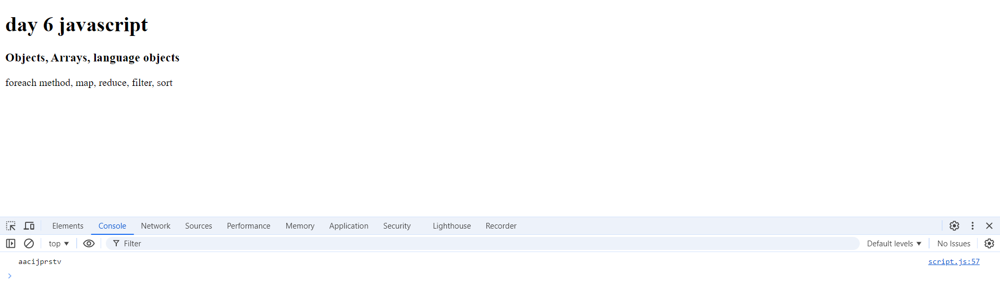 day 6 javascript
Objects, Arrays, language objects
foreach method, map, reduce, filter, sort
Elements Console Network Sources Performance Memory Application Security Lighthouse Recorder
top Filter Default levels No Issues
aacijprstv script.js:57